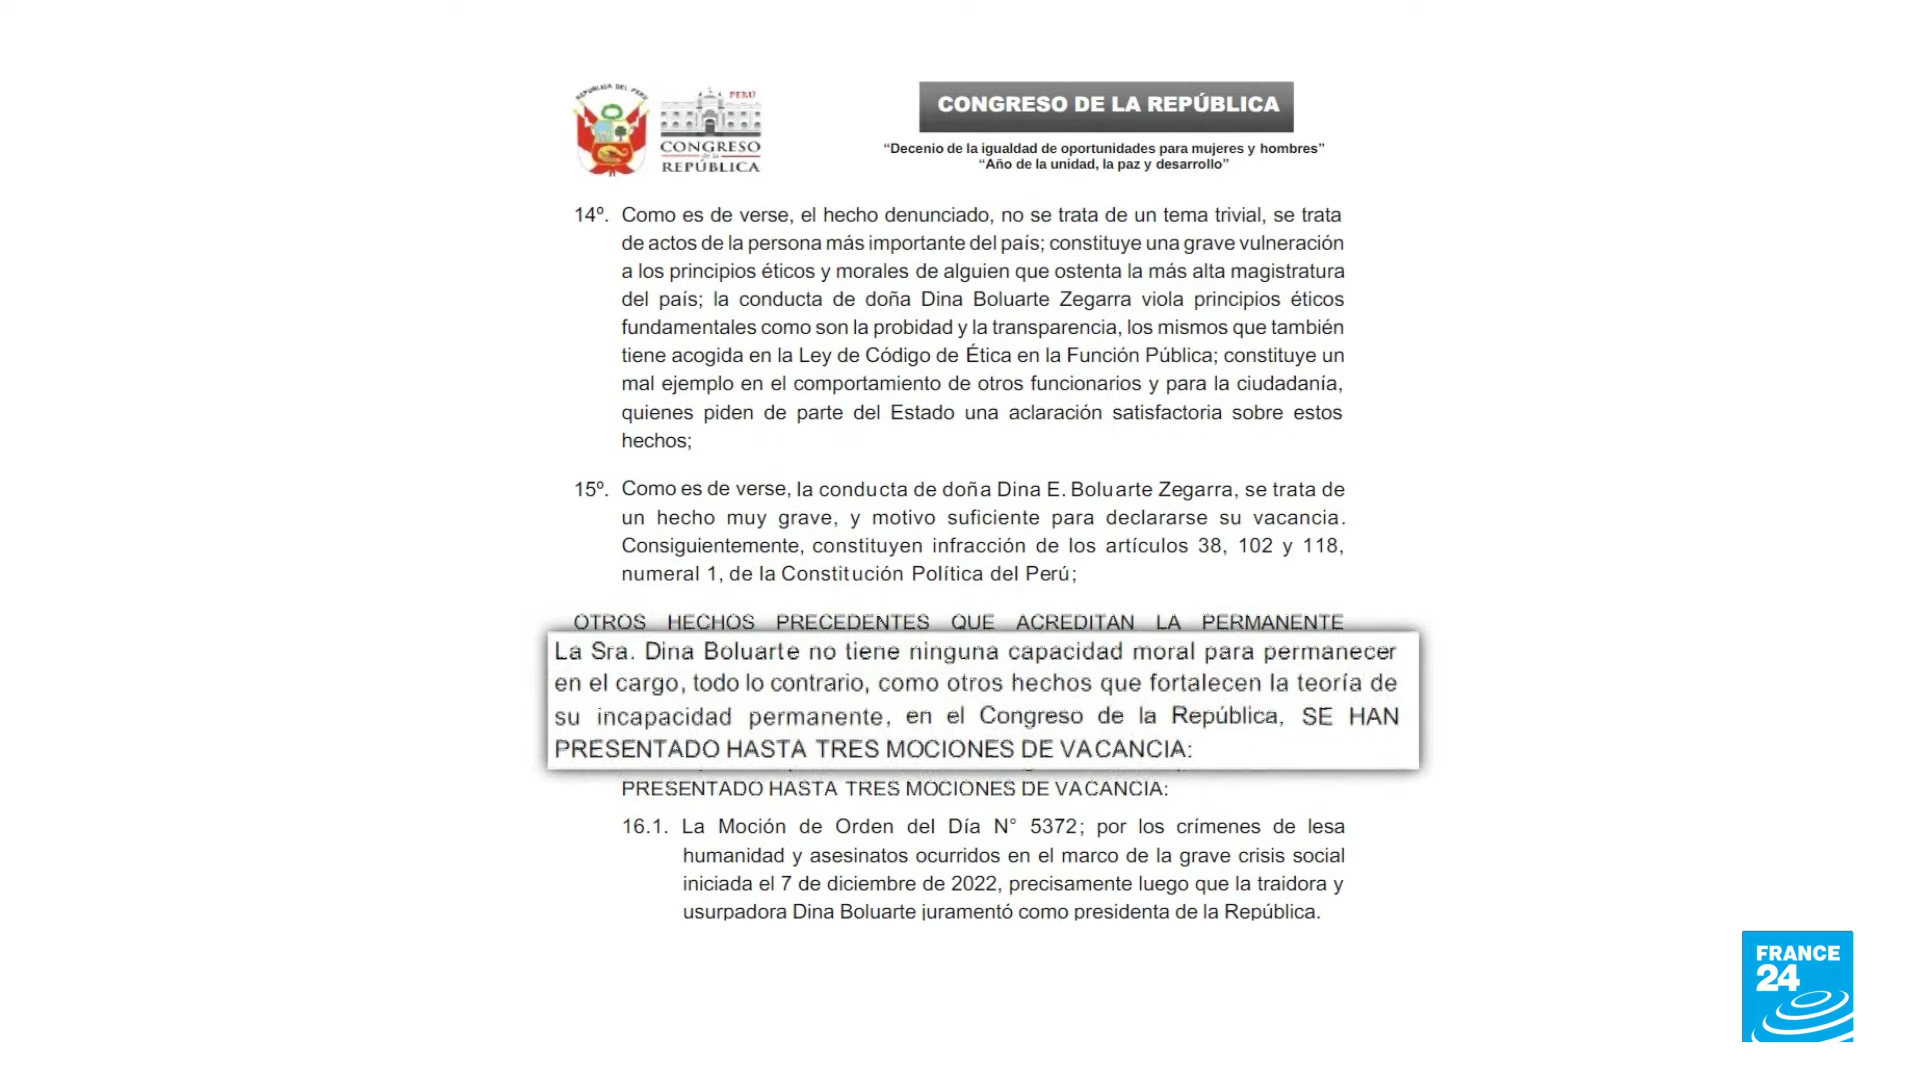 REPÚBLICA DEL PERÚ
PERÚ
CONGRESO
de la
REPÚBLICA
CONGRESO DE LA REPÚBLICA
“Decenio de la igualdad de oportunidades para mujeres y hombres”
“Año de la unidad, la paz y desarrollo”
14º. Como es de verse, el hecho denunciado, no se trata de un tema trivial, se trata
de actos de la persona más importante del país; constituye una grave vulneración
a los principios éticos y morales de alguien que ostenta la más alta magistratura
del país; la conducta de doña Dina Boluarte Zegarra viola principios éticos
fundamentales como son la probidad y la transparencia, los mismos que también
tiene acogida en la Ley de Código de Ética en la Función Pública; constituye un
mal ejemplo en el comportamiento de otros funcionarios y para la ciudadanía,
quienes piden de parte del Estado una aclaración satisfactoria sobre estos
hechos;
15º. Como es de verse, la conducta de doña Dina E. Boluarte Zegarra, se trata de
un hecho muy grave, y motivo suficiente para declararse su vacancia.
Consiguientemente, constituyen infracción de los artículos 38, 102 y 118,
numeral 1, de la Constitución Política del Perú;
OTROS HECHOS PRECEDENTES QUE ACREDITAN LA PERMANENTE
La Sra. Dina Boluarte no tiene ninguna capacidad moral para permanecer
en el cargo, todo lo contrario, como otros hechos que fortalecen la teoría de
su incapacidad permanente, en el Congreso de la República, SE HAN
PRESENTADO HASTA TRES MOCIONES DE VACANCIA:
PRESENTADO HASTA TRES MOCIONES DE VACANCIA:
16.1. La Moción de Orden del Día N° 5372; por los crímenes de lesa
humanidad y asesinatos ocurridos en el marco de la grave crisis social
iniciada el 7 de diciembre de 2022, precisamente luego que la traidora y
usurpadora Dina Boluarte juramentó como presidenta de la República.
FRANCE
24